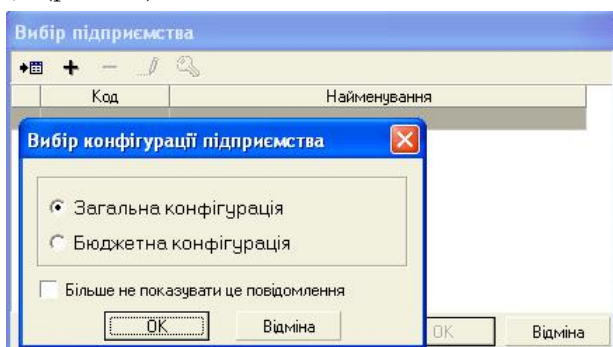 Вибір підприємства
Код Найменування
Вибір конфігурації підприємства
Загальна конфігурація
Бюджетна конфігурація
Більше не показувати це повідомлення
OK Відміна
OK Відміна